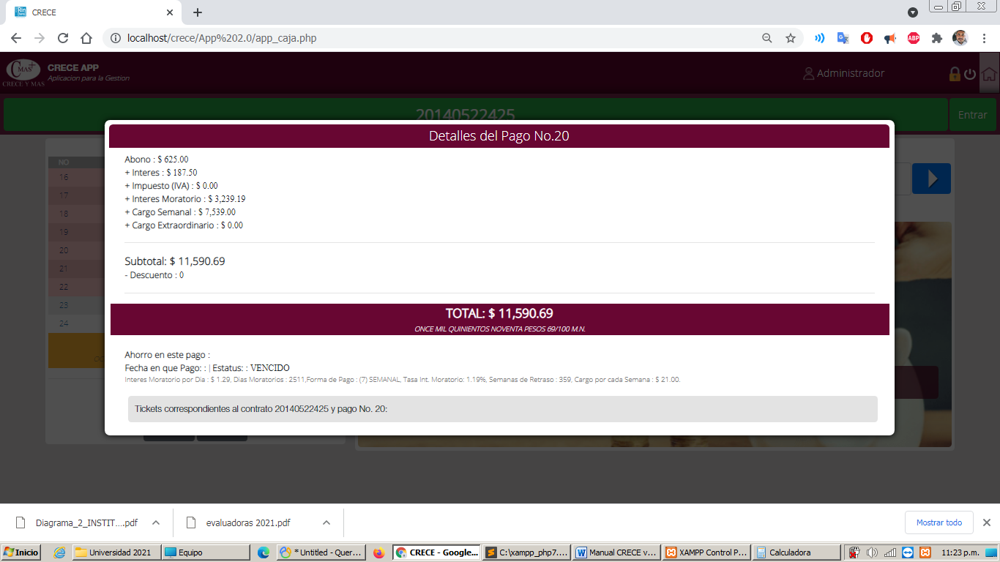 CRECE
localhost/crece/App%202.0/app_caja.php
CMAS+
CRECE Y MAS
CRECE APP
Aplicacion para la Gestion
Administrador
20140522425
Entrar
Detalles del Pago No.20
NO
16
17
18
19
20
21
22
23
24
Abono : $ 625.00
+ Interes : $ 187.50
+ Impuesto (IVA) : $ 0.00
+ Interes Moratorio : $ 3,239.19
+ Cargo Semanal : $ 7,539.00
+ Cargo Extraordinario : $ 0.00
Subtotal: $ 11,590.69
- Descuento : 0
TOTAL: $ 11,590.69
ONCE MIL QUINIENTOS NOVENTA PESOS 69/100 M.N.
Ahorro en este pago :
Fecha en que Pago: : | Estatus: : VENCIDO
Interes Moratorio por Dia : $ 1.29, Dias Moratorios : 2511,Forma de Pago : (7) SEMANAL, Tasa Int. Moratorio: 1.19%, Semanas de Retraso : 359, Cargo por cada Semana : $ 21.00.
Tickets correspondientes al contrato 20140522425 y pago No. 20:
Diagrama_2_INSTIT....pdf
evaluadoras 2021.pdf
Mostrar todo
Inicio
Universidad 2021
Equipo
* Untitled - Quer...
CRECE - Google...
C:\xampp_php7....
Manual CRECE v...
XAMPP Control P...
Calculadora
11:23 p.m.